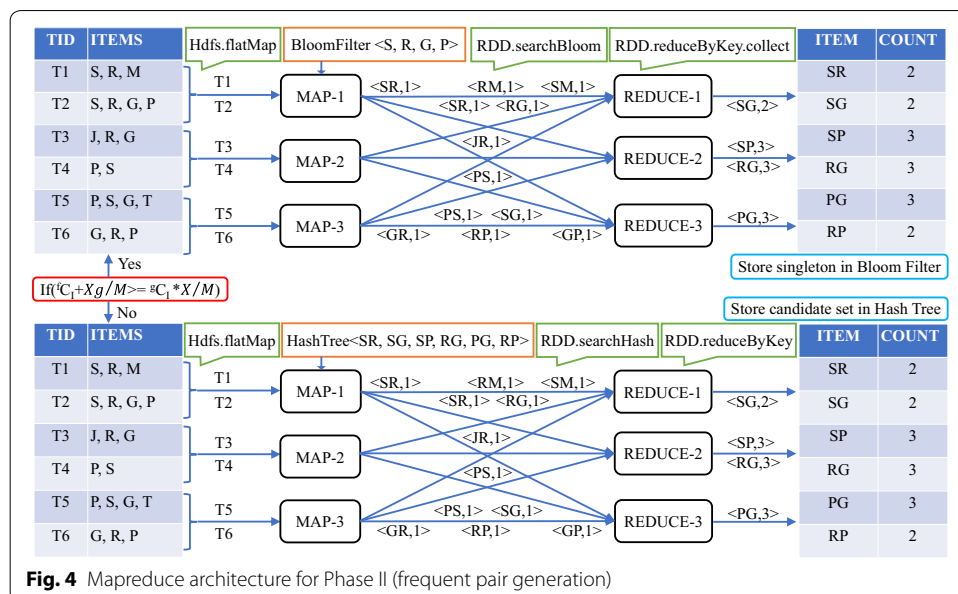 TID ITEMS
Hdfs.flatMap
BloomFilter <S, R, G, P>
RDD.searchBloom
RDD.reduceByKey.collect
ITEM COUNT
T1 S, R, M
T2 S, R, G, P
T3 J, R, G
T4 P, S
T5 P, S, G, T
T6 G, R, P
T1
T2
T3
T4
T5
T6
MAP-1
MAP-2
MAP-3
<SR,1> <RM,1> <SM,1>
<SR,1> <RG,1>
<JR,1>
<PS,1>
<PS,1> <SG,1>
<GR,1> <RP,1> <GP,1>
REDUCE-1
REDUCE-2
REDUCE-3
<SG,2>
<SP,3>
<RG,3>
<PG,3>
SR 2
SG 2
SP 3
RG 3
PG 3
RP 2
Yes
Store singleton in Bloom Filter
If(ᶠC_I+Xg/M>= ᵍC_I *X/M)
No
Store candidate set in Hash Tree
TID ITEMS
Hdfs.flatMap
HashTree<SR, SG, SP, RG, PG, RP>
RDD.searchHash
RDD.reduceByKey
ITEM COUNT
T1 S, R, M
T2 S, R, G, P
T3 J, R, G
T4 P, S
T5 P, S, G, T
T6 G, R, P
T1
T2
T3
T4
T5
T6
MAP-1
MAP-2
MAP-3
<SR,1> <RM,1> <SM,1>
<SR,1> <RG,1>
<JR,1>
<PS,1>
<PS,1> <SG,1>
<GR,1> <RP,1> <GP,1>
REDUCE-1
REDUCE-2
REDUCE-3
<SG,2>
<SP,3>
<RG,3>
<PG,3>
SR 2
SG 2
SP 3
RG 3
PG 3
RP 2
Fig. 4 Mapreduce architecture for Phase II (frequent pair generation)